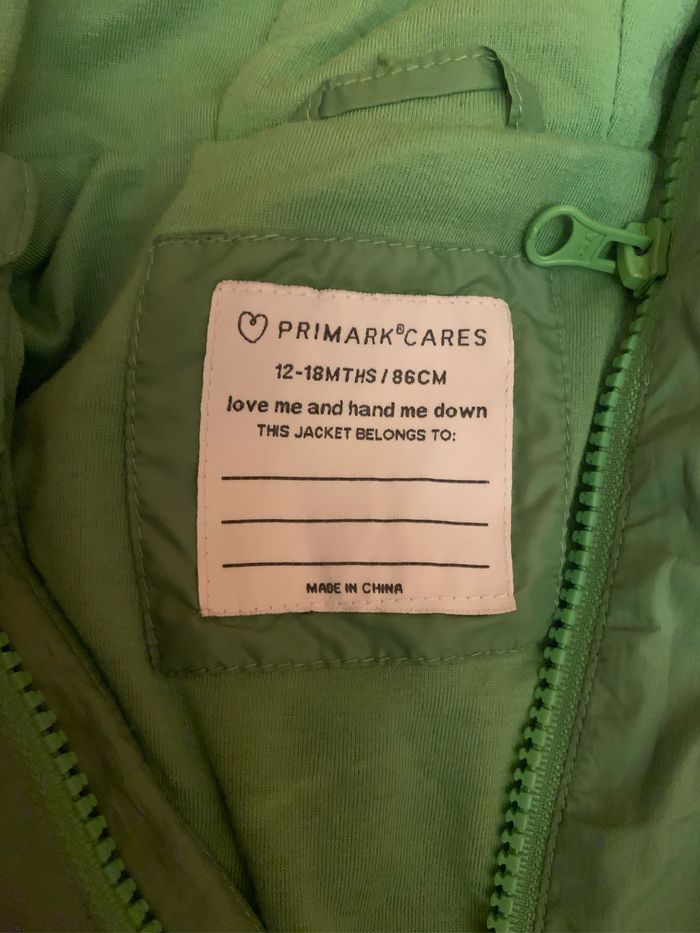 PRIMARK®CARES
12-18MTHS/86CM
love me and hand me down
THIS JACKET BELONGS TO:
MADE IN CHINA